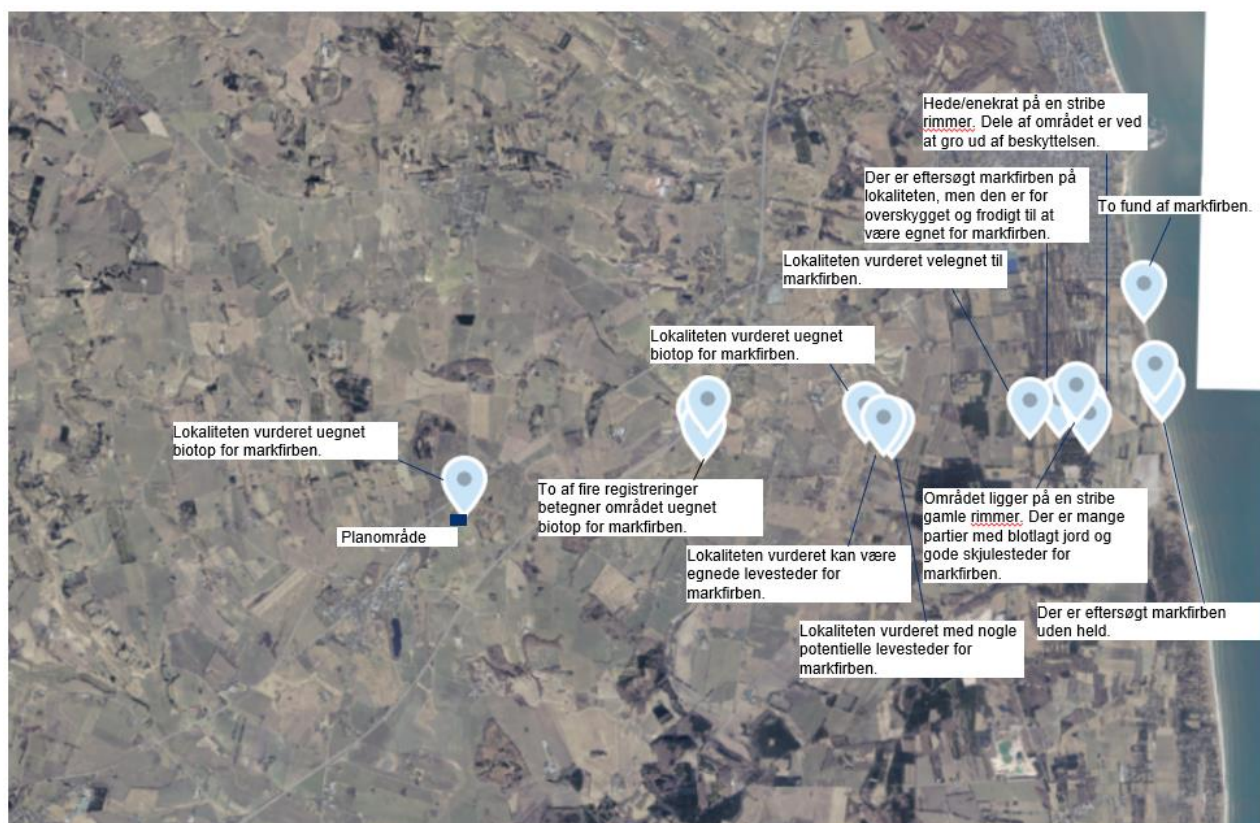 Hede/enekrat på en stribe
rimmer. Dele af området er ved
at gro ud af beskyttelsen.
Der er eftersøgt markfirben på
lokaliteten, men den er for
overskygget og frodigt til at
være egnet for markfirben.
To fund af markfirben.
Lokaliteten vurderet velegnet til
markfirben.
Lokaliteten vurderet uegnet
biotop for markfirben.
Lokaliteten vurderet uegnet
biotop for markfirben.
To af fire registreringer
betegner området uegnet
biotop for markfirben.
Planområde
Området ligger på en stribe
gamle rimmer. Der er mange
partier med blotlagt jord og
gode skjulesteder for
markfirben.
Lokaliteten vurderet kan være
egnede levesteder for
markfirben.
Der er eftersøgt markfirben
uden held.
Lokaliteten vurderet med nogle
potentielle levesteder for
markfirben.